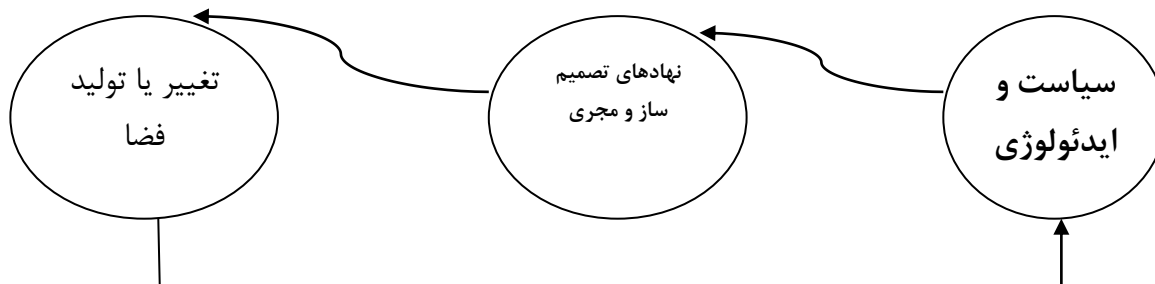 سیاست و
ایدئولوژی
نهادهای تصمیم
ساز و مجری
تغییر یا تولید
فضا